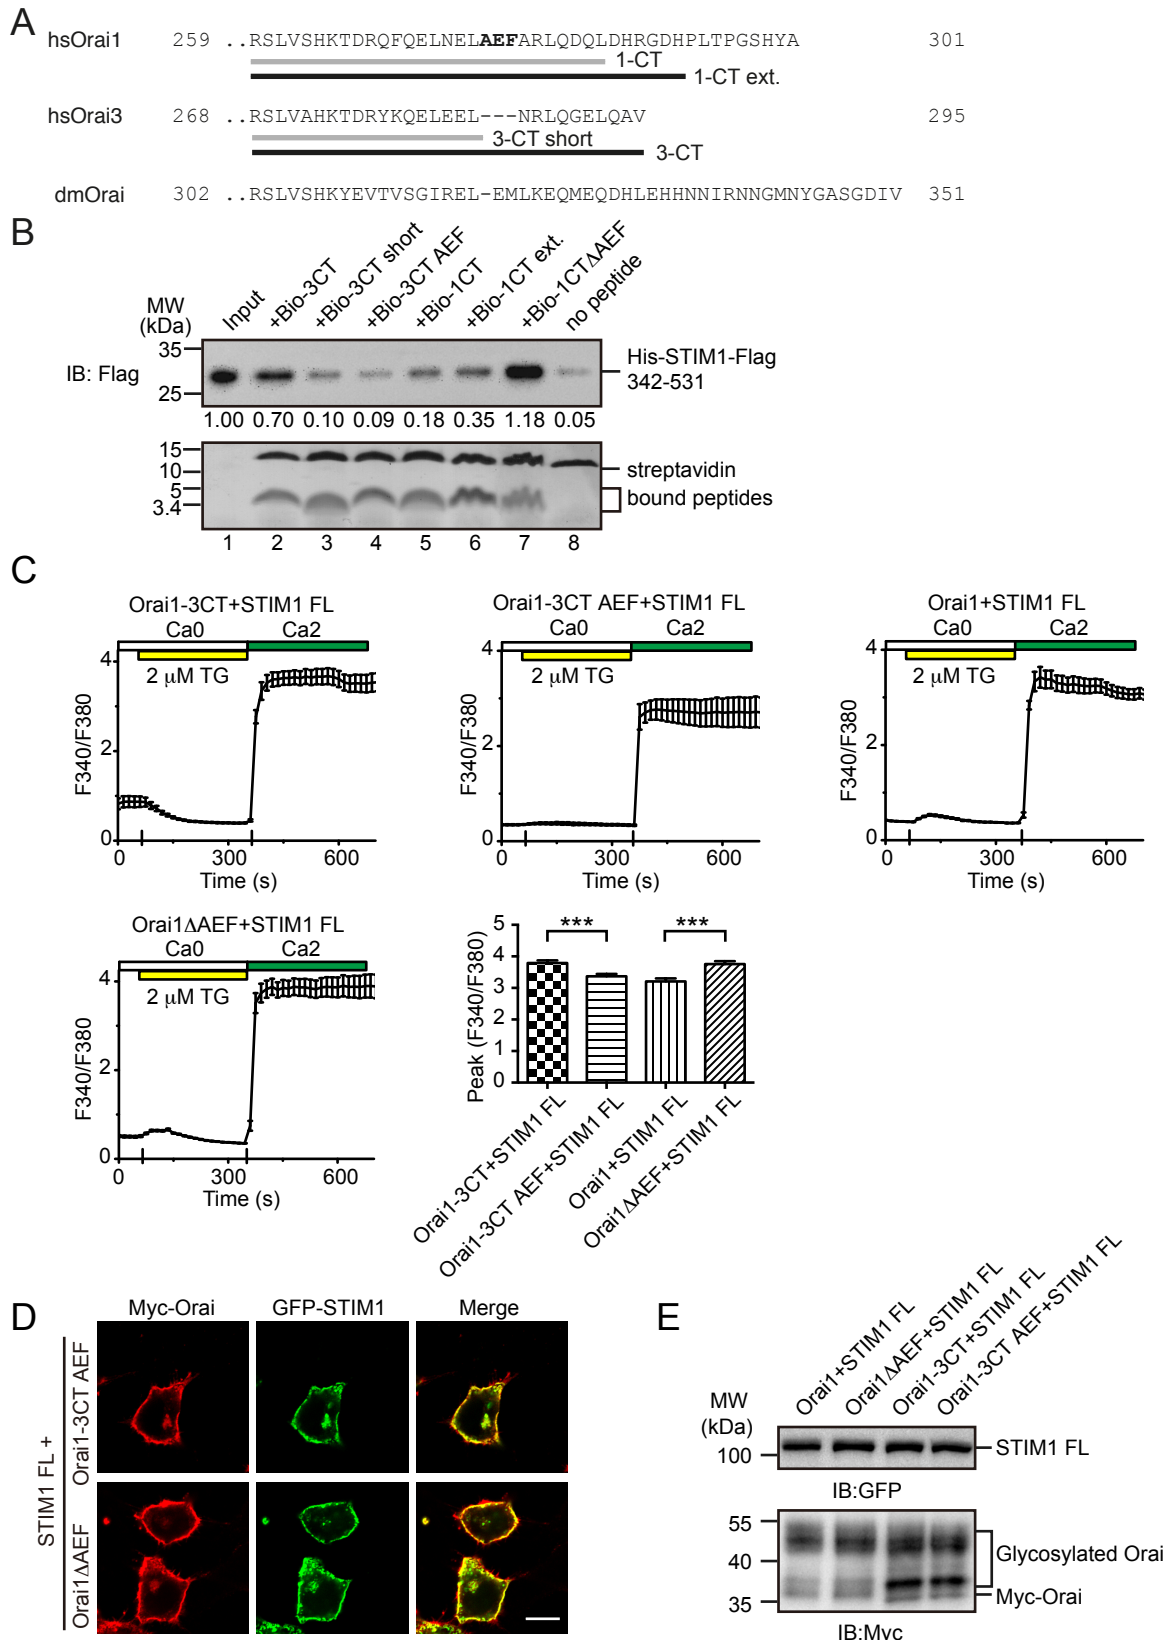 A
hsOrai1 259 ..RSLVSHKTDRQFQELNELAEFARLQDQLDHRGDHPLTPGSHYA 301
1-CT
1-CT ext.
hsOrai3 268 ..RSLVAHKTDRYKQELEEL---NRLQGELQAV 295
3-CT short
3-CT
dmOrai 302 ..RSLVSHKYEVTVSGIREL-EMLKEQMEQDHLEHHNNIRNNGMNYGASGDIV 351
B
MW
(kDa)
Input
+Bio-3CT
+Bio-3CT short
+Bio-3CT AEF
+Bio-1CT
+Bio-1CT ext.
+Bio-1CTΔAEF
no peptide
35
IB: Flag
25
His-STIM1-Flag
342-531
1.00 0.70 0.10 0.09 0.18 0.35 1.18 0.05
15
10
5
3.4
streptavidin
bound peptides
1 2 3 4 5 6 7 8
C
Orai1-3CT+STIM1 FL
Ca0 Ca2
2 μM TG
F340/F380
4
2
0
0 300 600
Time (s)
Orai1-3CT AEF+STIM1 FL
Ca0 Ca2
2 μM TG
F340/F380
4
2
0
0 300 600
Time (s)
Orai1+STIM1 FL
Ca0 Ca2
2 μM TG
F340/F380
4
2
0
0 300 600
Time (s)
Orai1ΔAEF+STIM1 FL
Ca0 Ca2
2 μM TG
F340/F380
4
2
0
0 300 600
Time (s)
*** ***
Peak (F340/F380)
5
4
3
2
1
0
Orai1-3CT+STIM1 FL
Orai1-3CT AEF+STIM1 FL
Orai1+STIM1 FL
Orai1ΔAEF+STIM1 FL
D
Myc-Orai GFP-STIM1 Merge
STIM1 FL +
Orai1-3CT AEF
Orai1ΔAEF
E
Orai1+STIM1 FL
Orai1ΔAEF+STIM1 FL
Orai1-3CT+STIM1 FL
Orai1-3CT AEF+STIM1 FL
MW
(kDa)
100
STIM1 FL
IB:GFP
55
40
35
Glycosylated Orai
Myc-Orai
IB:Myc